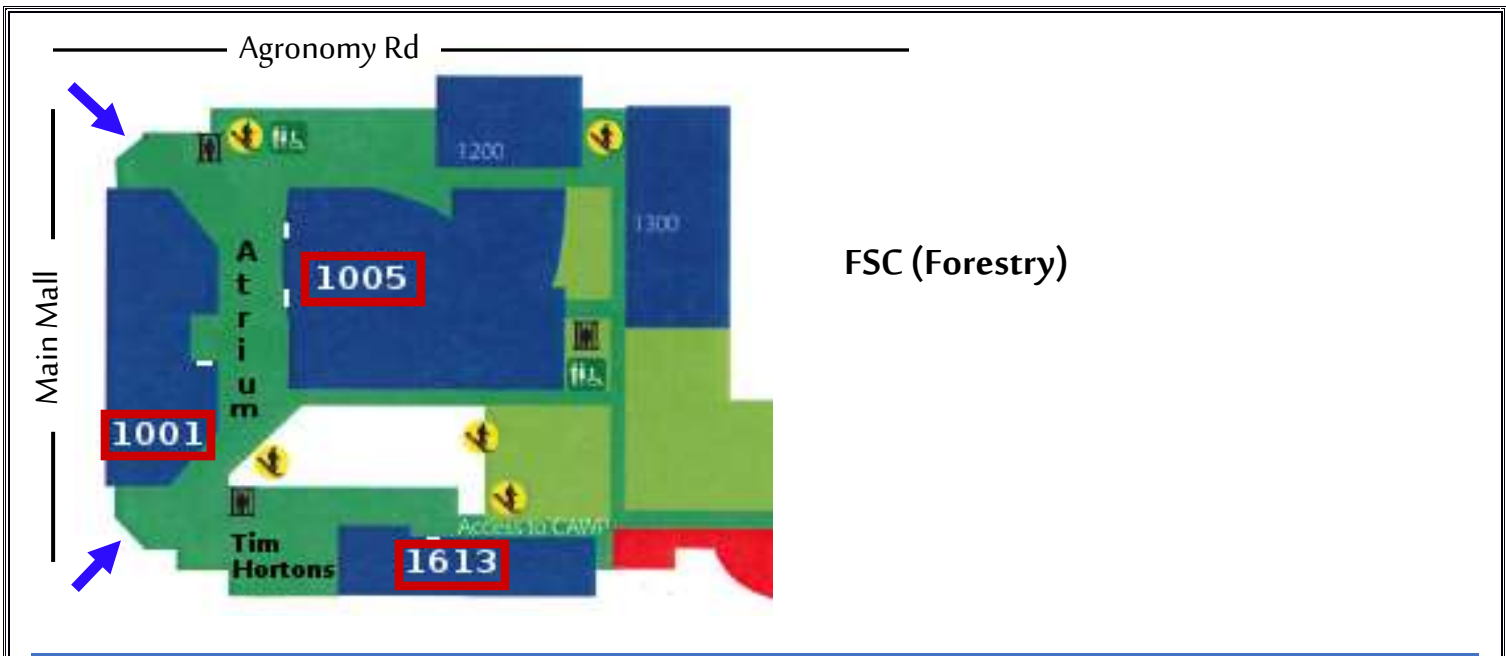 Agronomy Rd
Main Mall
1200
1300
Atrium
1005
FSC (Forestry)
1001
Access to CAWP
Tim
Hortons
1613